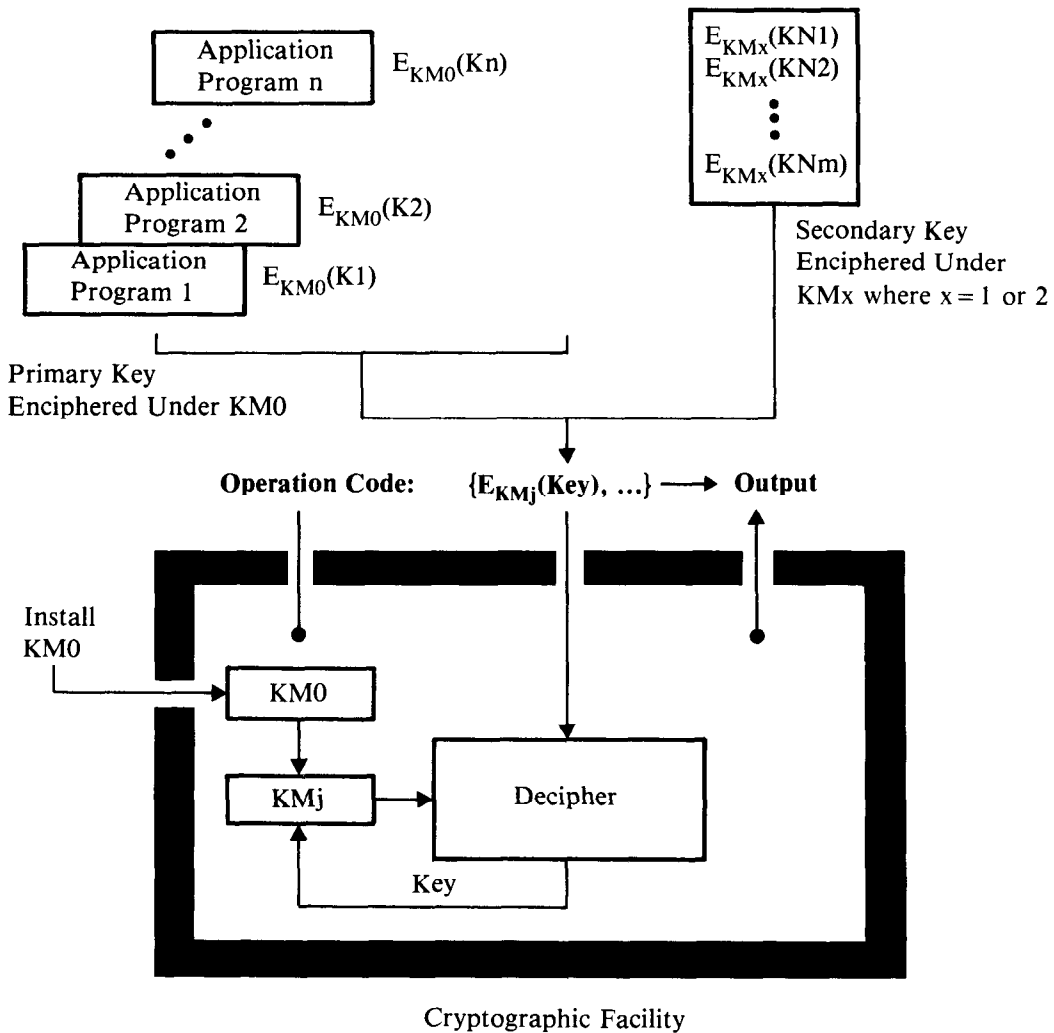 Application
Program n
E_KM0(Kn)
Application
Program 2
E_KM0(K2)
Application
Program 1
E_KM0(K1)
Primary Key
Enciphered Under KM0
E_KMx(KN1)
E_KMx(KN2)
E_KMx(KNm)
Secondary Key
Enciphered Under
KMx where x = 1 or 2
Operation Code: {E_KMj(Key), ...} Output
Install
KM0
KM0
KMj
Decipher
Key
Cryptographic Facility